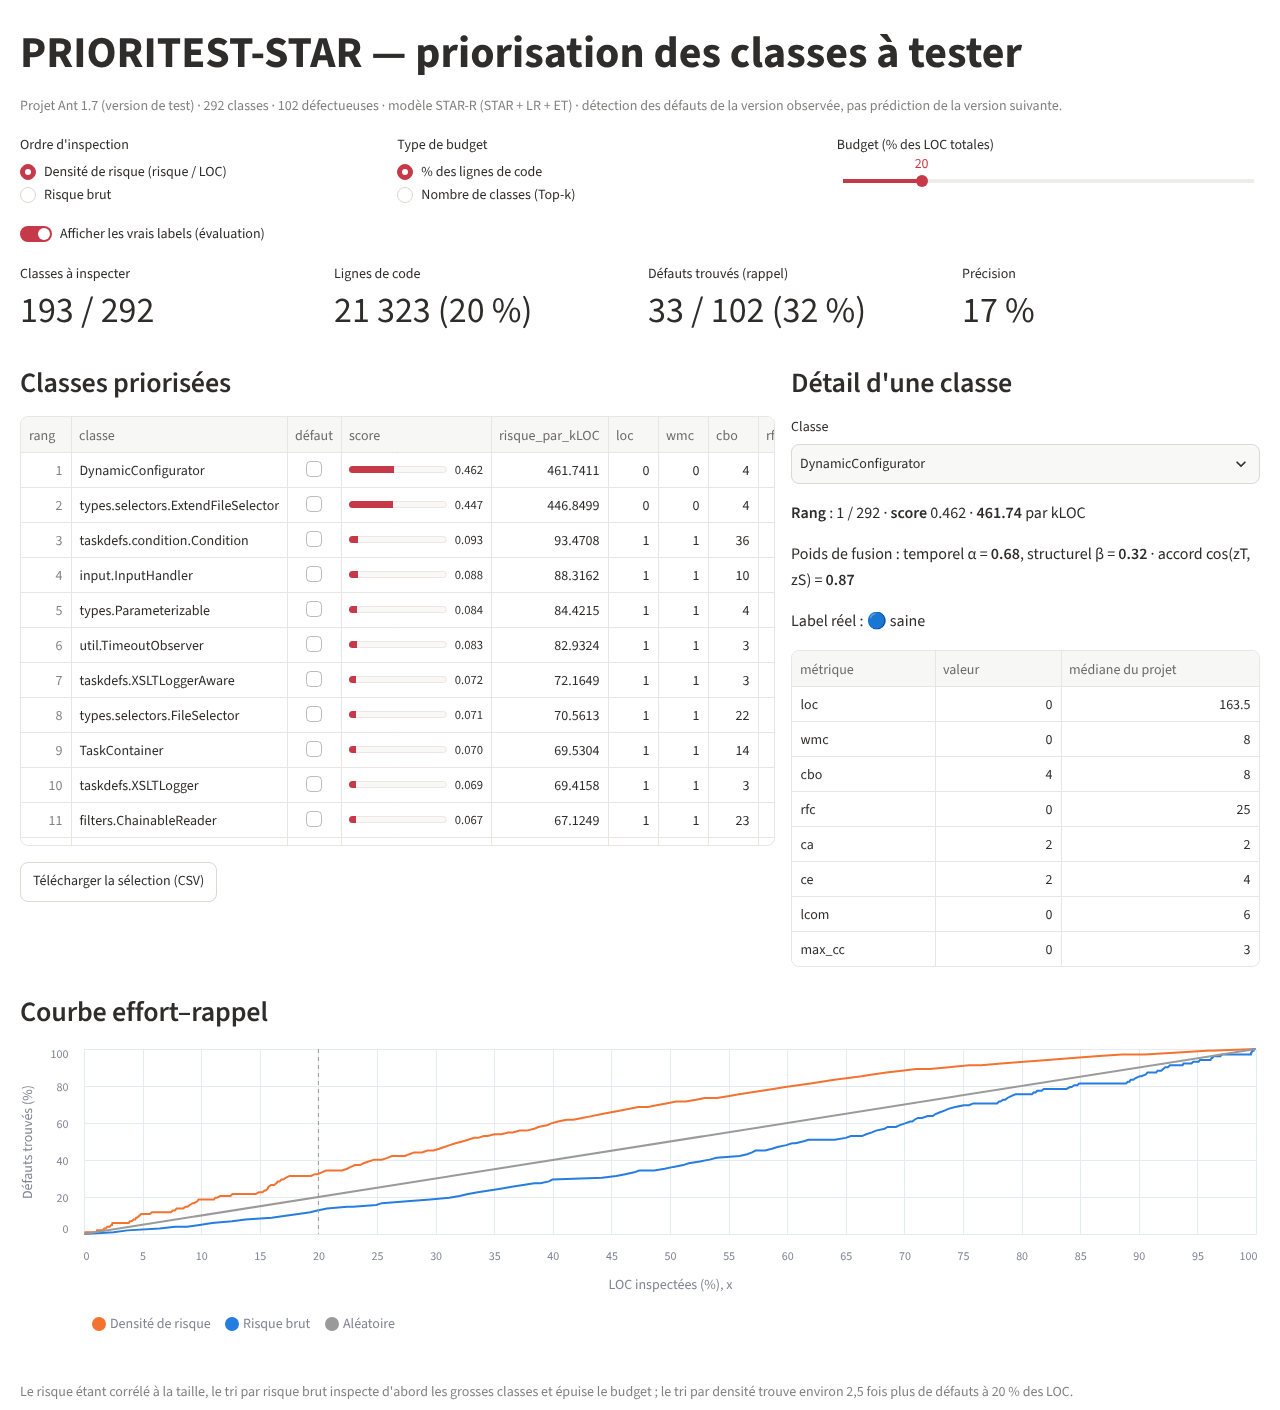 PRIORITEST-STAR — priorisation des classes à tester
Projet Ant 1.7 (version de test) · 292 classes · 102 défectueuses · modèle STAR-R (STAR + LR + ET) · détection des défauts de la version observée, pas prédiction de la version suivante.
Ordre d'inspection
Densité de risque (risque / LOC)
Risque brut
Type de budget
% des lignes de code
Nombre de classes (Top-k)
Budget (% des LOC totales)
20
Afficher les vrais labels (évaluation)
Classes à inspecter
193 / 292
Lignes de code
21 323 (20 %)
Défauts trouvés (rappel)
33 / 102 (32 %)
Précision
17 %
Classes priorisées
rang classe défaut score risque_par_kLOC loc wmc cbo rf
1 DynamicConfigurator 0.462 461.7411 0 0 4
2 types.selectors.ExtendFileSelector 0.447 446.8499 0 0 4
3 taskdefs.condition.Condition 0.093 93.4708 1 1 36
4 input.InputHandler 0.088 88.3162 1 1 10
5 types.Parameterizable 0.084 84.4215 1 1 4
6 util.TimeoutObserver 0.083 82.9324 1 1 3
7 taskdefs.XSLTLoggerAware 0.072 72.1649 1 1 3
8 types.selectors.FileSelector 0.071 70.5613 1 1 22
9 TaskContainer 0.070 69.5304 1 1 14
10 taskdefs.XSLTLogger 0.069 69.4158 1 1 3
11 filters.ChainableReader 0.067 67.1249 1 1 23
Télécharger la sélection (CSV)
Détail d'une classe
Classe
DynamicConfigurator
Rang : 1 / 292 · score 0.462 · 461.74 par kLOC
Poids de fusion : temporel α = 0.68, structurel β = 0.32 · accord cos(zT,
zS) = 0.87
Label réel : 🔵 saine
métrique valeur médiane du projet
loc 0 163.5
wmc 0 8
cbo 4 8
rfc 0 25
ca 2 2
ce 2 4
lcom 0 6
max_cc 0 3
Courbe effort–rappel
Défauts trouvés (%)
100
80
60
40
20
0
0 5 10 15 20 25 30 35 40 45 50 55 60 65 70 75 80 85 90 95 100
LOC inspectées (%), x
Densité de risque Risque brut Aléatoire
Le risque étant corrélé à la taille, le tri par risque brut inspecte d'abord les grosses classes et épuise le budget ; le tri par densité trouve environ 2,5 fois plus de défauts à 20 % des LOC.